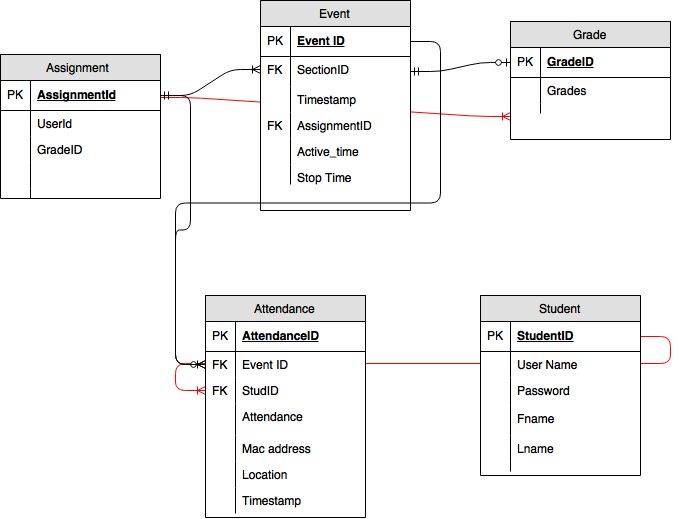 Event
PK Event ID
FK SectionID
Timestamp
FK AssignmentID
Active_time
Stop Time
Grade
PK GradeID
Grades
Assignment
PK AssignmentId
UserId
GradeID
Attendance
PK AttendanceID
FK Event ID
FK StudID
Attendance
Mac address
Location
Timestamp
Student
PK StudentID
User Name
Password
Fname
Lname